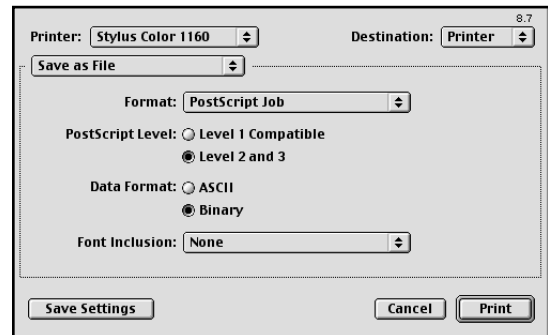 8.7
Printer: Stylus Color 1160 Destination: Printer
Save as File
Format: PostScript Job
PostScript Level: Level 1 Compatible
Level 2 and 3
Data Format: ASCII
Binary
Font Inclusion: None
Save Settings Cancel Print